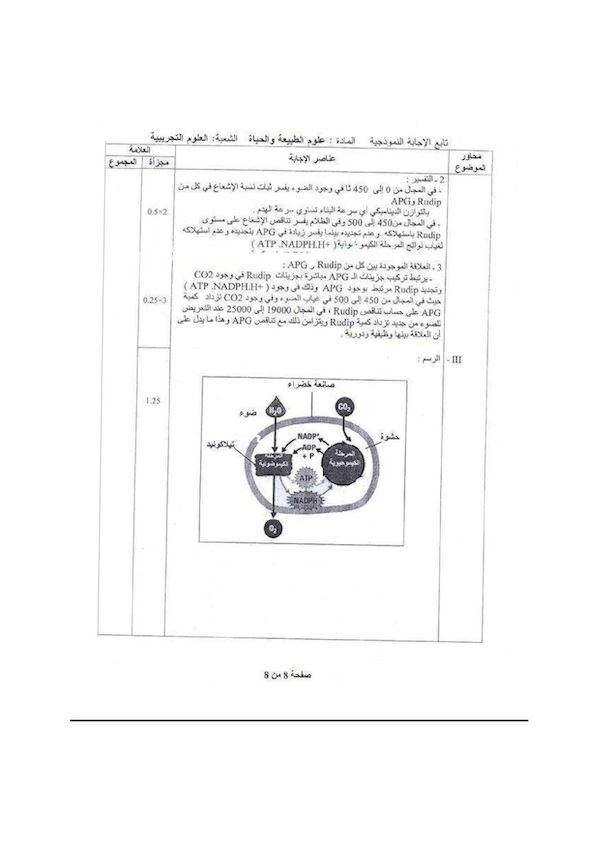 تابع الإجابة النموذجية المادة : علوم الطبيعة والحياة الشعبة: العلوم التجريبية
محاور الموضوع
عناصر الإجابة
العلامة
مجزأة
المجموع
2 ـ التفسير :
- في المجال من 0 إلى 450 ثا في وجود الضوء يفسر ثبات نسبة الإشعاع في كل من
Rudip و APG
بالتوازن الديناميكي أي سرعة البناء تساوي سرعة الهدم .
- في المجال من450 إلى 500 وفي الظلام يفسر تناقص الإشعاع على مستوى
Rudip باستهلاكه وعدم تجديده بينما يفسر زيادة في APG بتجديده وعدم استهلاكه
لغياب نواتج المرحلة الكيموضوئية ( ATP .NADPH.H+ )
0.5×2
3 ـ العلاقة الموجودة بين كل من Rudip و APG :
- يرتبط تركيب جزيئات الـ APG مباشرة بجزيئات Rudip في وجود CO2
وتجديد Rudip مرتبط بوجود APG وذلك في وجود ( ATP .NADPH.H+ )
حيث في المجال من 450 إلى 500 في غياب الضوء وفي وجود CO2 تزداد كمية
APG على حساب تناقص Rudip ، في المجال 19000 إلى 25000 عند التعريض
للضوء من جديد تزداد كمية Rudip ويتزامن ذلك مع تناقص APG وهذا ما يدل على
أن العلاقة بينها وظيفية ودورية .
0.25×3
III - الرسم :
1.25
صانعة خضراء
ضوء
H2O
CO2
حشوة
تيلاكوئيد
NADP+
ADP
+ P
المرحلة
الكيموضوئية
المرحلة
الكيموحيوية
ATP
NADPH
O2
صفحة 8 من 8